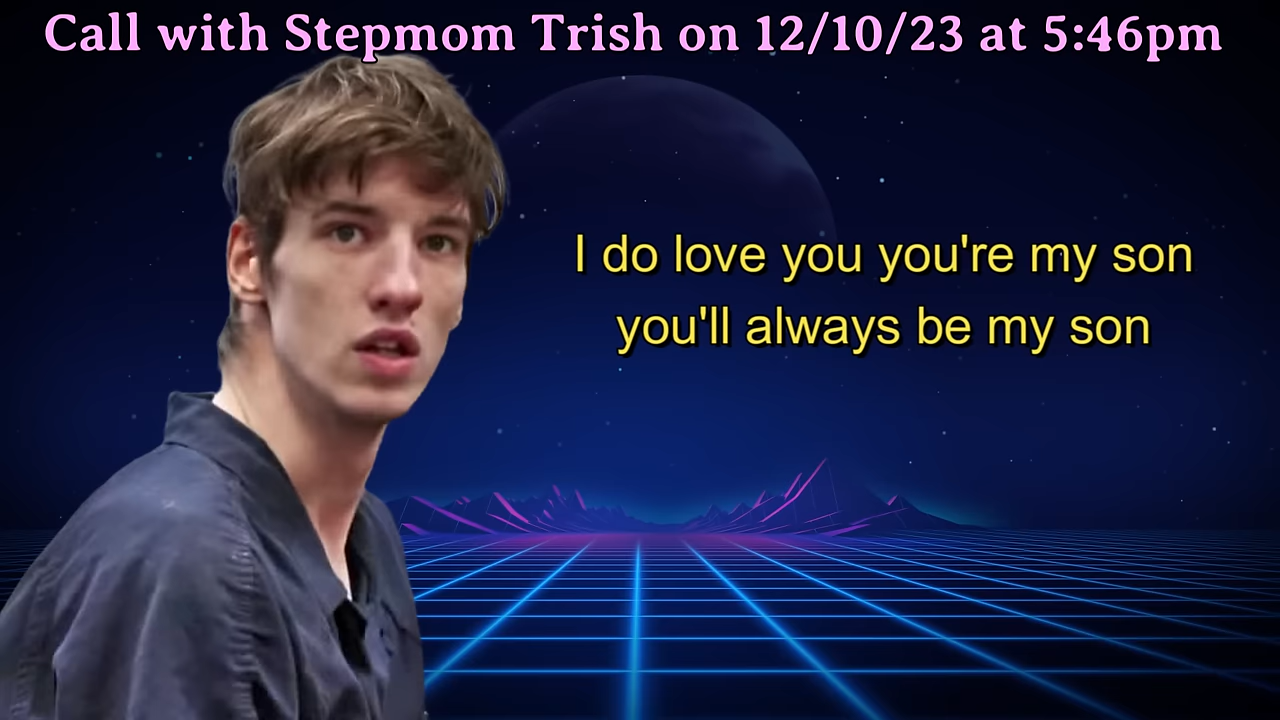 Call with Stepmom Trish on 12/10/23 at 5:46pm
I do love you you're my son
you'll always be my son